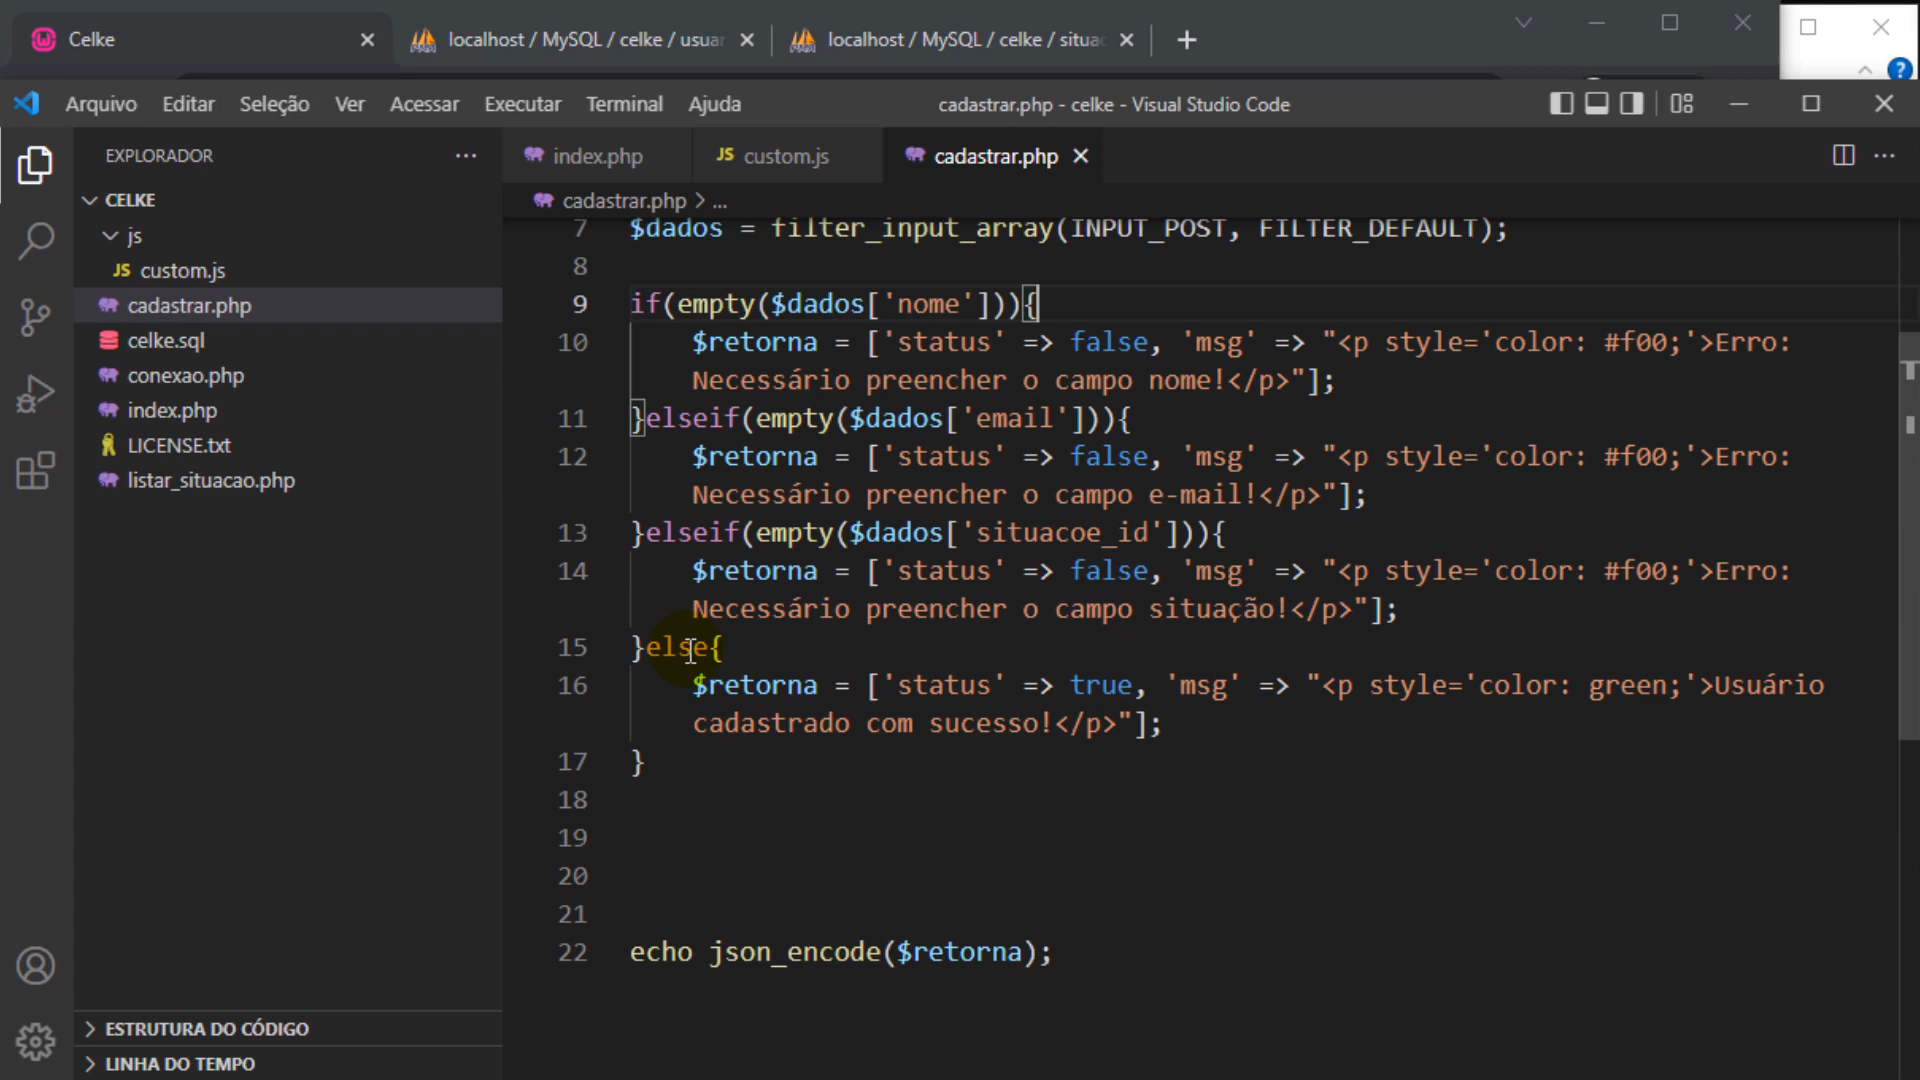 Celke
localhost / MySQL / celke / usuar
localhost / MySQL / celke / situac
Arquivo Editar Seleção Ver Acessar Executar Terminal Ajuda
cadastrar.php - celke - Visual Studio Code
EXPLORADOR
index.php
custom.js
cadastrar.php
cadastrar.php > ...
CELKE
js
custom.js
cadastrar.php
celke.sql
conexao.php
index.php
LICENSE.txt
listar_situacao.php
ESTRUTURA DO CÓDIGO
LINHA DO TEMPO
7 $dados = filter_input_array(INPUT_POST, FILTER_DEFAULT);
8
9 if(empty($dados['nome'])){
10 $retorna = ['status' => false, 'msg' => "<p style='color: #f00;'>Erro:
Necessário preencher o campo nome!</p>"];
11 }elseif(empty($dados['email'])){
12 $retorna = ['status' => false, 'msg' => "<p style='color: #f00;'>Erro:
Necessário preencher o campo e-mail!</p>"];
13 }elseif(empty($dados['situacoe_id'])){
14 $retorna = ['status' => false, 'msg' => "<p style='color: #f00;'>Erro:
Necessário preencher o campo situação!</p>"];
15 }else{
16 $retorna = ['status' => true, 'msg' => "<p style='color: green;'>Usuário
cadastrado com sucesso!</p>"];
17 }
18
19
20
21
22 echo json_encode($retorna);